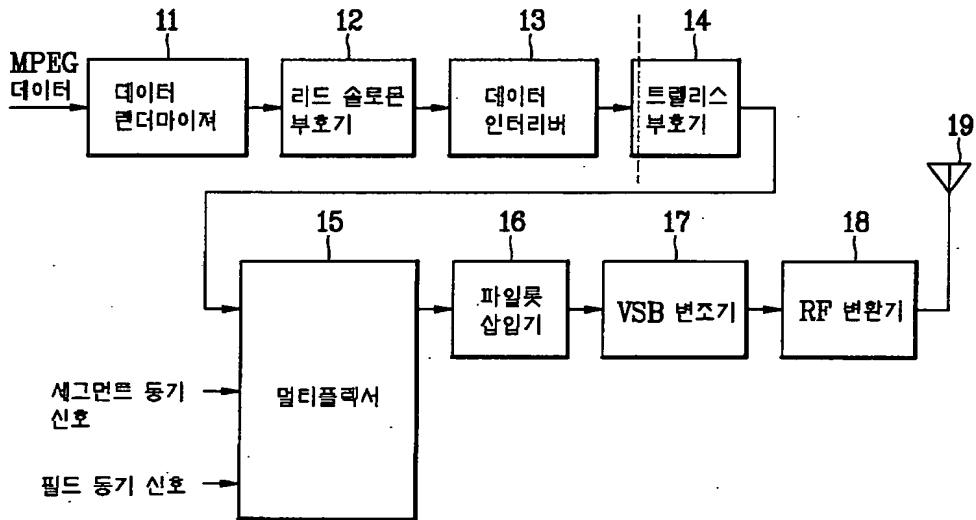 11
12
13
14
MPEG
데이터
데이터
랜더마이져
리드 솔로몬
부호기
데이터
인터리버
트렐리스
부호기
19
15
16
17
18
멀티플렉서
파일롯
삽입기
VSB 변조기
RF 변환기
세그먼트 동기
신호
필드 동기 신호